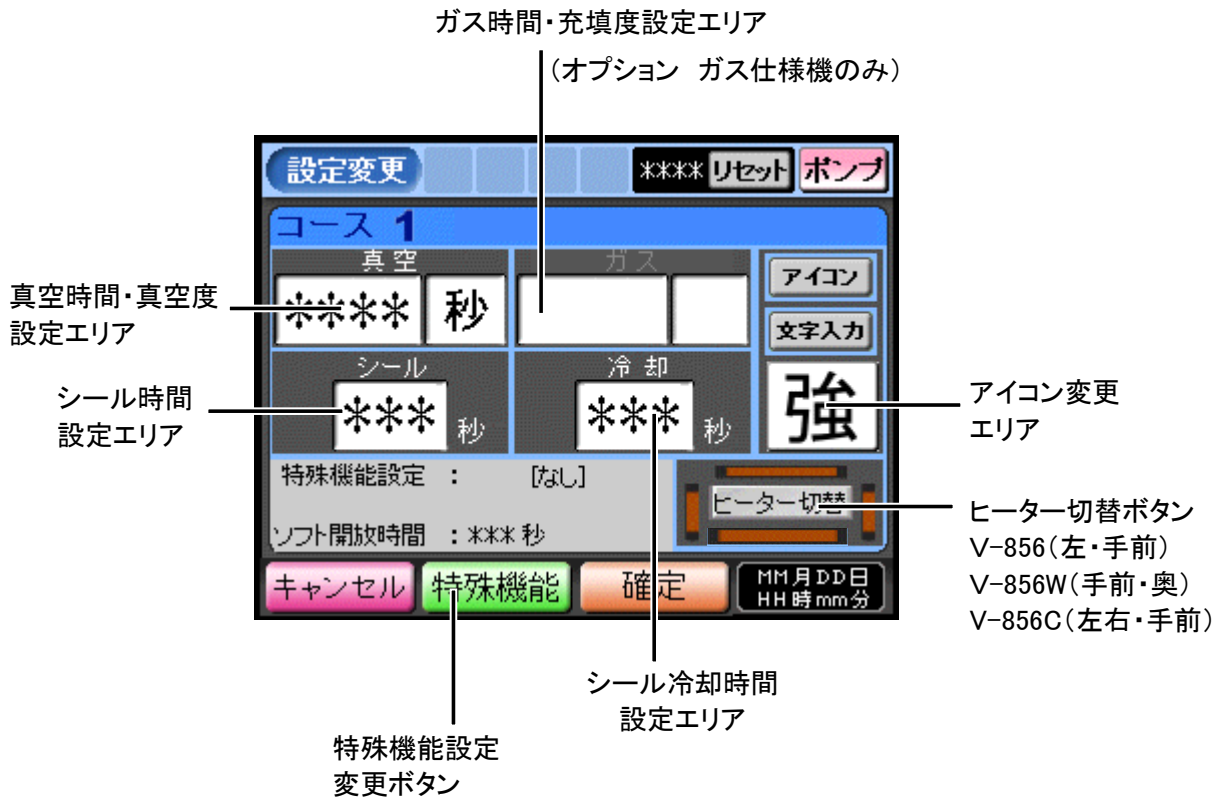 ガス時間・充填度設定エリア
（オプション　ガス仕様機のみ）
設定変更
**** リセット ポンプ
コース 1
真空
ガス
**** 秒
アイコン
文字入力
真空時間・真空度
設定エリア
シール
冷却
*** 秒
*** 秒
強
シール時間
設定エリア
アイコン変更
エリア
特殊機能設定 ： [なし]
ソフト開放時間 ：*** 秒
ヒーター切替
ヒーター切替ボタン
V-856（左・手前）
V-856W（手前・奥）
V-856C（左右・手前）
キャンセル 特殊機能 確定
MM月DD日
HH時mm分
シール冷却時間
設定エリア
特殊機能設定
変更ボタン